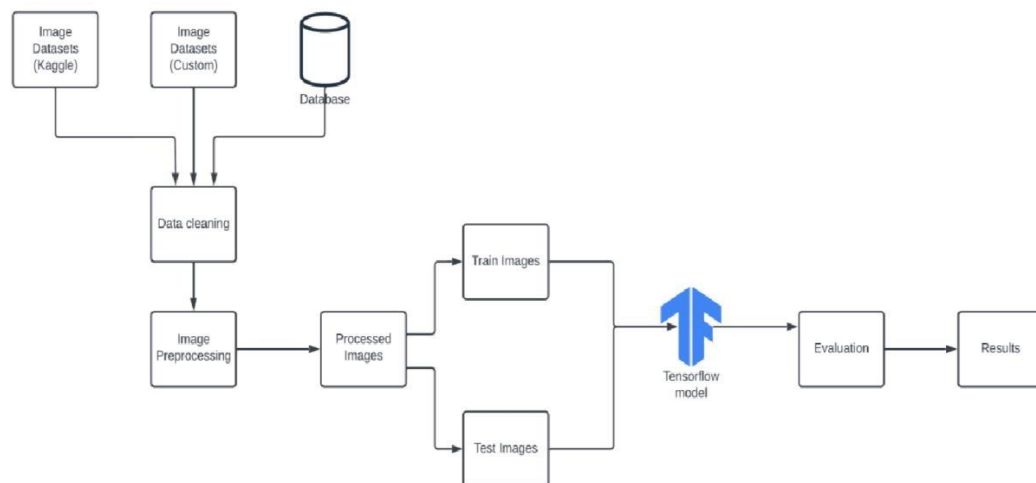 Image
Datasets
(Kaggle)
Image
Datasets
(Custom)
Database
Data cleaning
Train Images
Image
Preprocessing
Processed
Images
Tensorflow
model
Evaluation
Results
Test Images